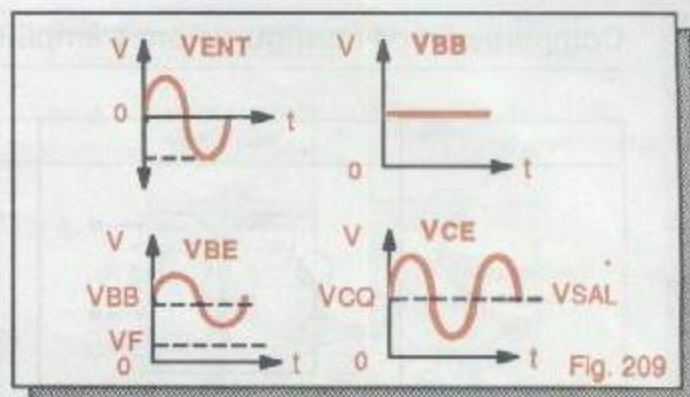 V VENT
0
t
V VBB
0
t
V VBE
VBB
VF
0
t
V VCE
VCQ
VSAL
0
t
Fig. 209